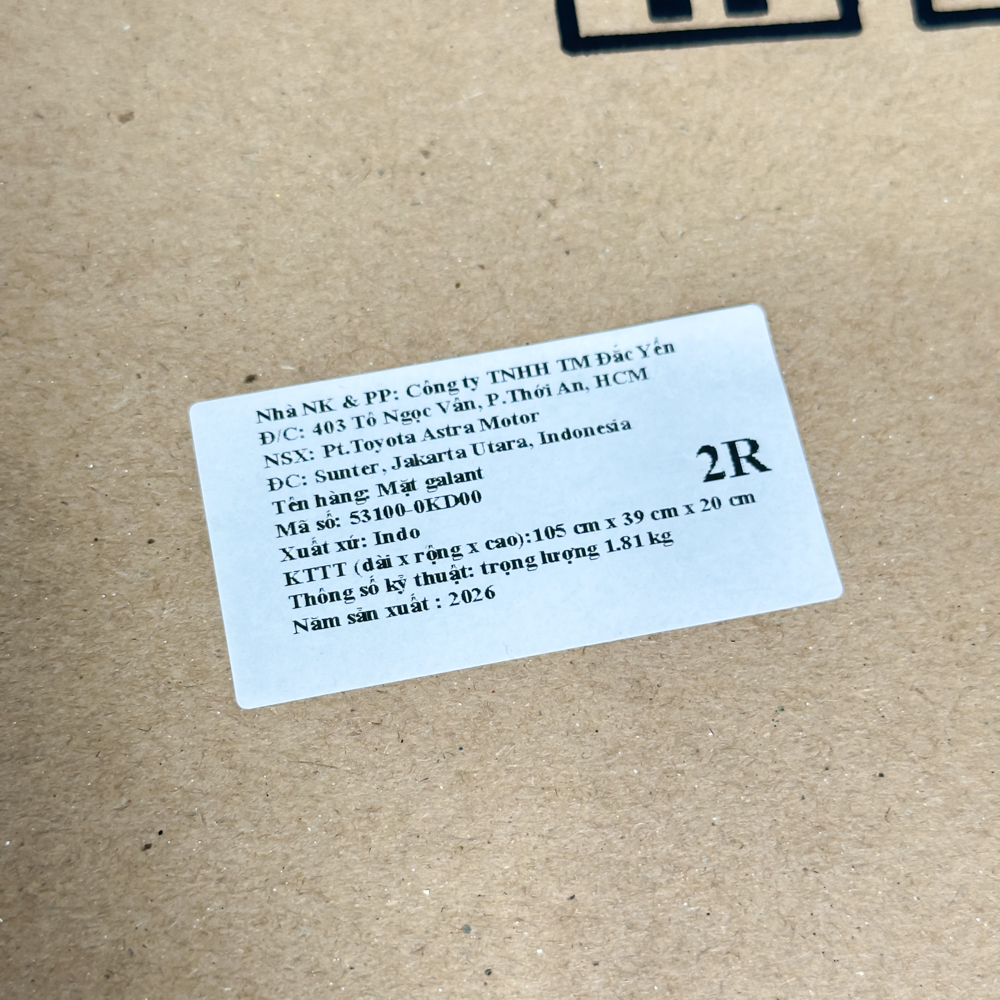 Nhà NK & PP: Công ty TNHH TM Đắc Yến
Đ/C: 403 Tô Ngọc Vân, P.Thới An, HCM
NSX: Pt.Toyota Astra Motor
ĐC: Sunter, Jakarta Utara, Indonesia
Tên hàng: Mặt galant
2R
Mã số: 53100-0KD00
Xuất xứ: Indo
KTTT (dài x rộng x cao):105 cm x 39 cm x 20 cm
Thông số kỹ thuật: trọng lượng 1.81 kg
Năm sản xuất : 2026